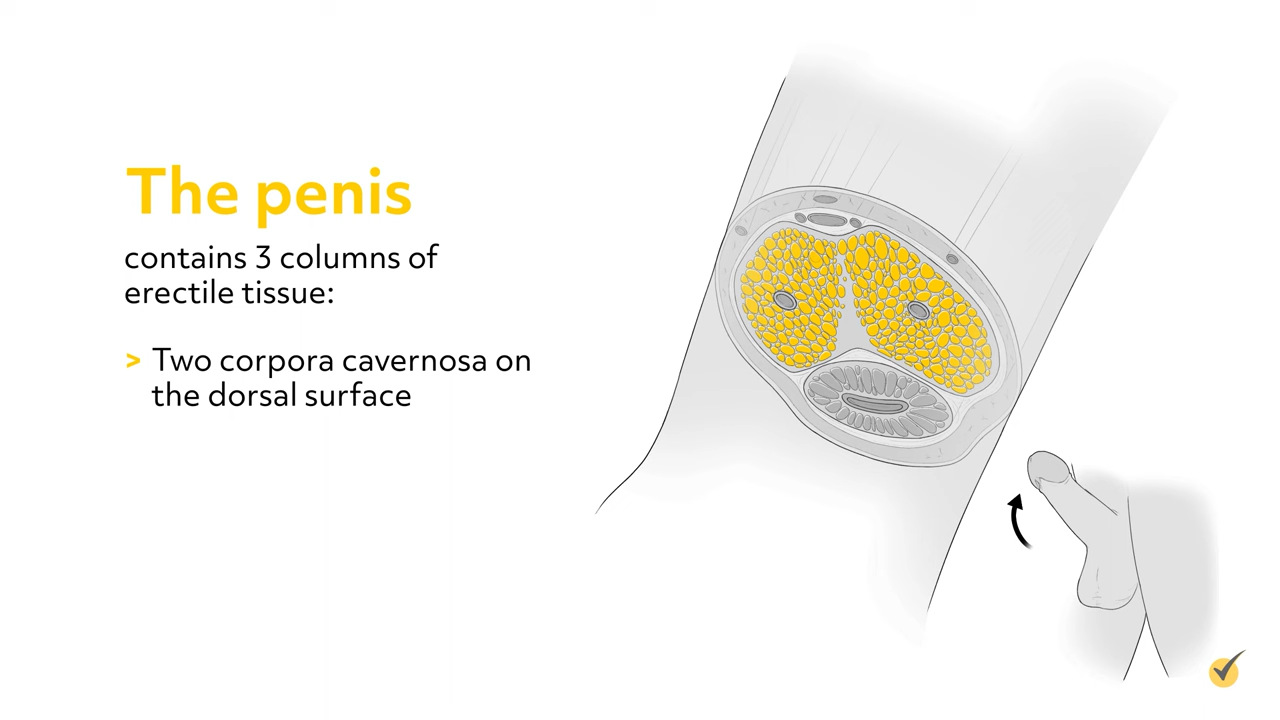 The penis
contains 3 columns of
erectile tissue:
> Two corpora cavernosa on
the dorsal surface